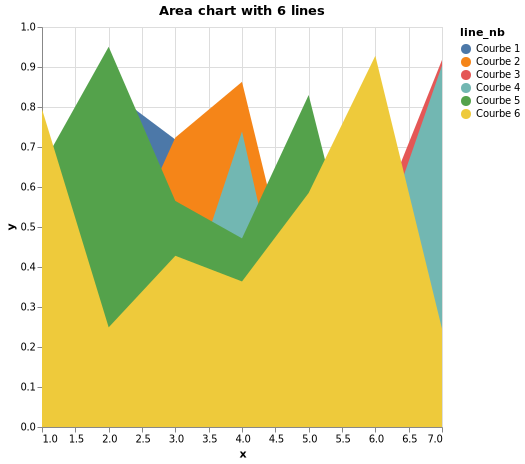 Area chart with 6 lines
line_nb
Courbe 1
Courbe 2
Courbe 3
Courbe 4
Courbe 5
Courbe 6
1.0
0.9
0.8
0.7
0.6
0.5
0.4
0.3
0.2
0.1
0.0
y
1.0 1.5 2.0 2.5 3.0 3.5 4.0 4.5 5.0 5.5 6.0 6.5 7.0
x